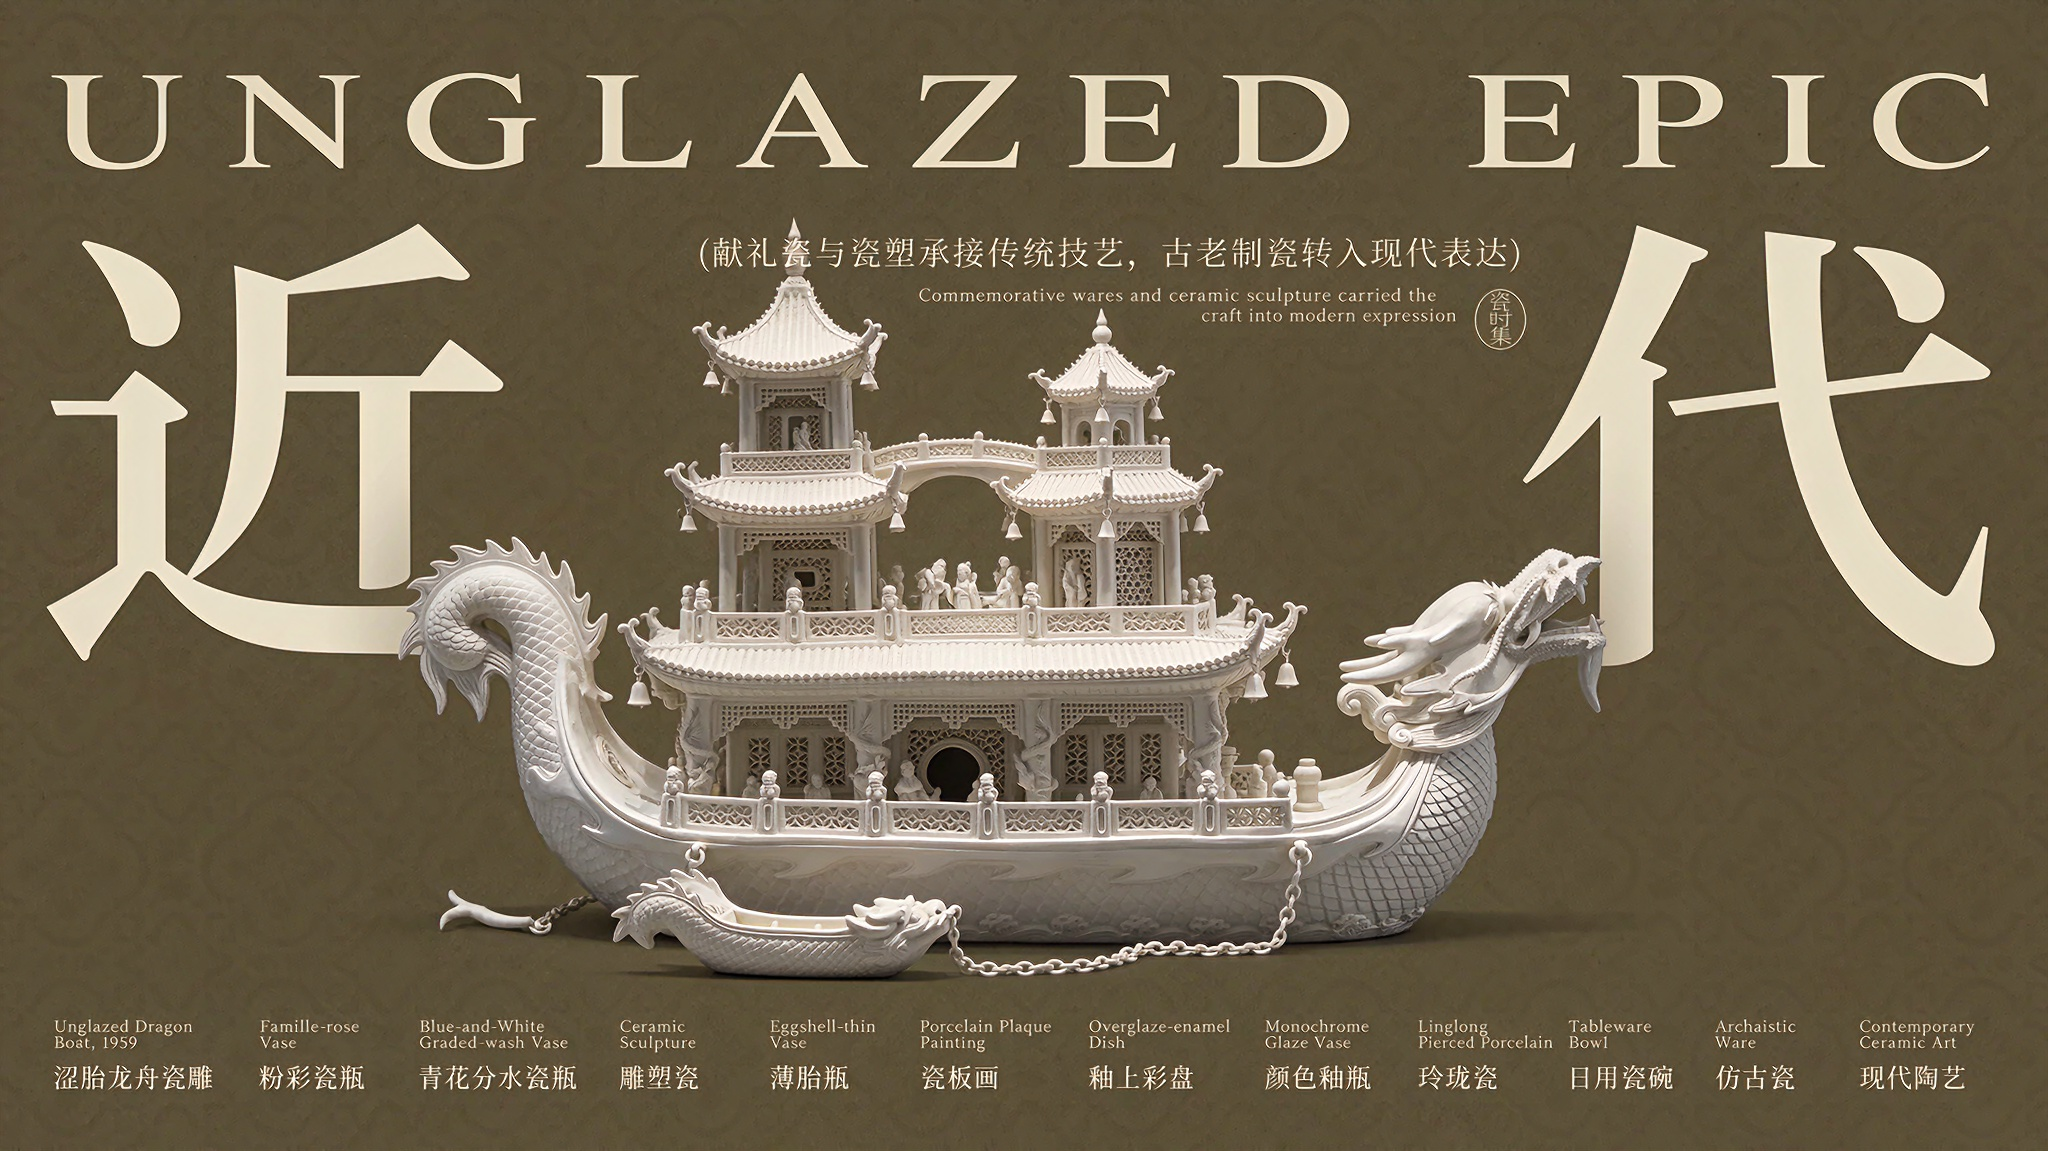 UNGLAZED EPIC
近代
(献礼瓷与瓷塑承接传统技艺，古老制瓷转入现代表达)
Commemorative wares and ceramic sculpture carried the
craft into modern expression
瓷时集
Unglazed Dragon
Boat, 1959
涩胎龙舟瓷雕
Famille-rose
Vase
粉彩瓷瓶
Blue-and-White
Graded-wash Vase
青花分水瓷瓶
Ceramic
Sculpture
雕塑瓷
Eggshell-thin
Vase
薄胎瓶
Porcelain Plaque
Painting
瓷板画
Overglaze-enamel
Dish
釉上彩盘
Monochrome
Glaze Vase
颜色釉瓶
Linglong
Pierced Porcelain
玲珑瓷
Tableware
Bowl
日用瓷碗
Archaistic
Ware
仿古瓷
Contemporary
Ceramic Art
现代陶艺